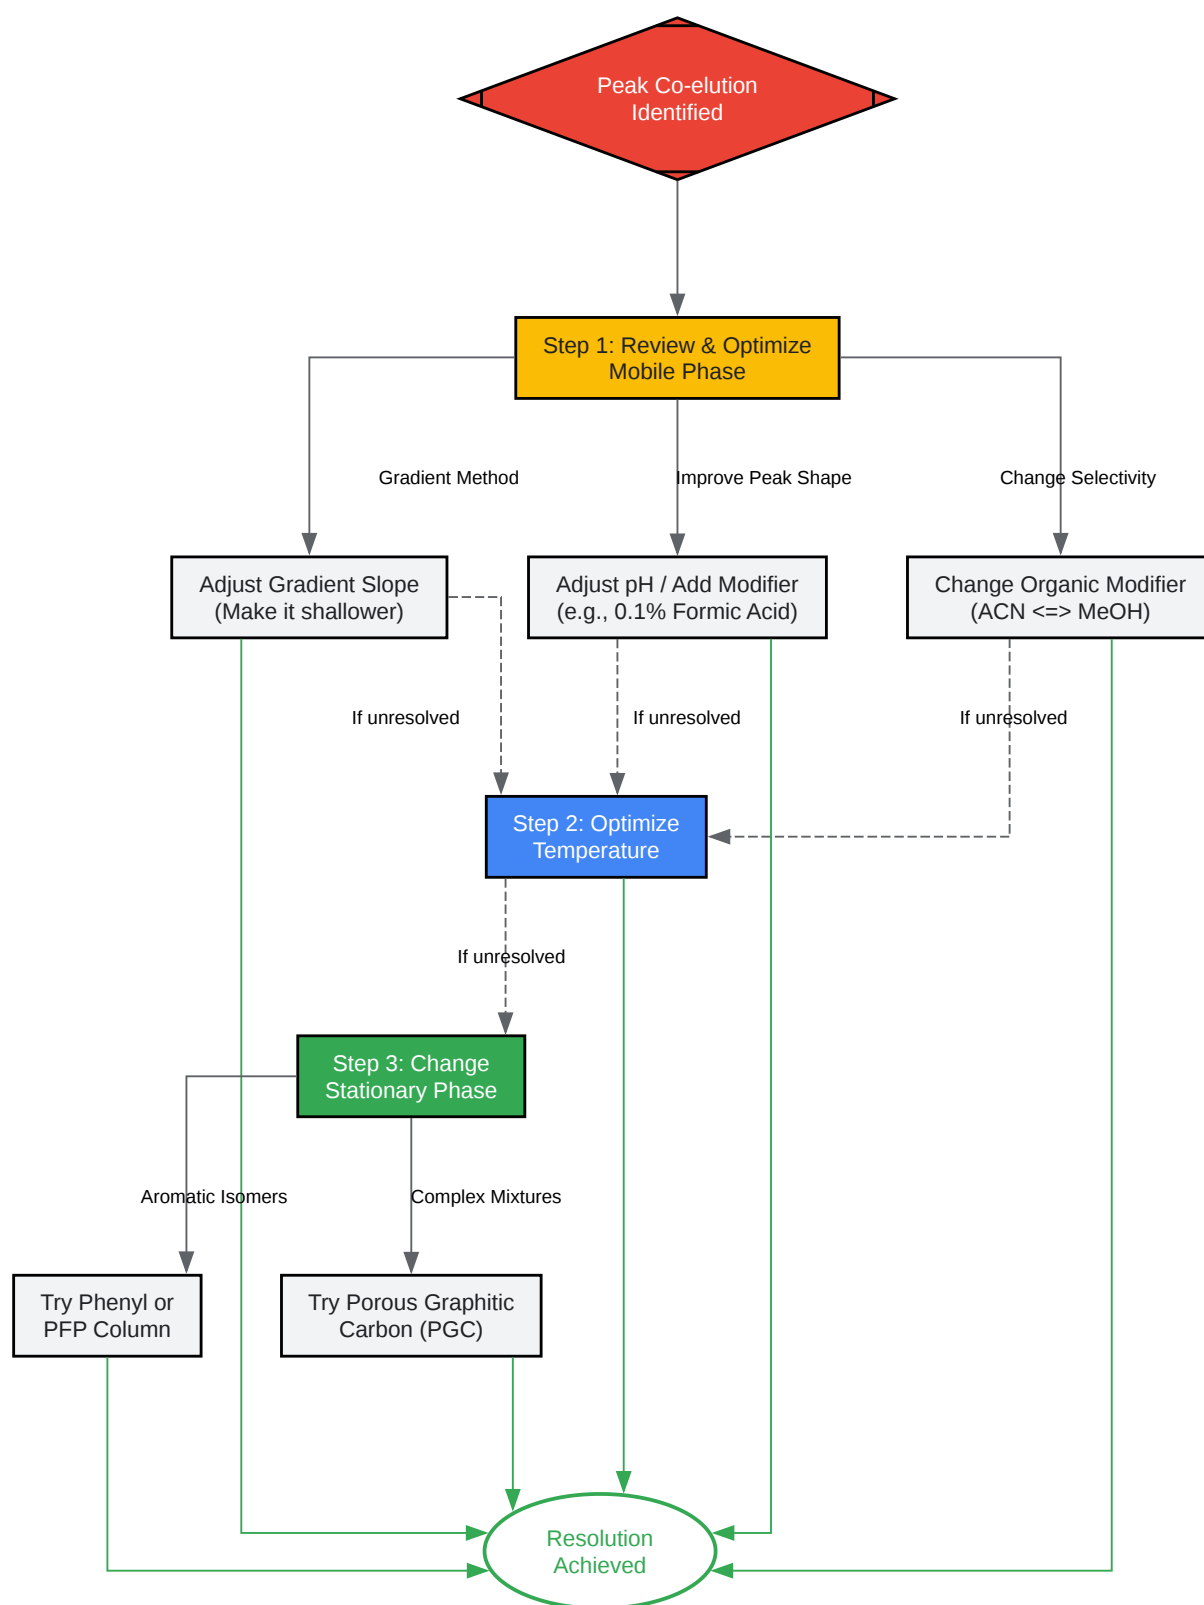 Peak Co-elution
Identified
Step 1: Review & Optimize
Mobile Phase
Gradient Method
Improve Peak Shape
Change Selectivity
Adjust Gradient Slope
(Make it shallower)
Adjust pH / Add Modifier
(e.g., 0.1% Formic Acid)
Change Organic Modifier
(ACN <=> MeOH)
If unresolved
If unresolved
If unresolved
Step 2: Optimize
Temperature
If unresolved
Step 3: Change
Stationary Phase
Aromatic Isomers
Complex Mixtures
Try Phenyl or
PFP Column
Try Porous Graphitic
Carbon (PGC)
Resolution
Achieved